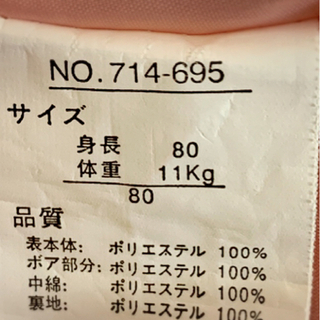 NO.714-695
サイズ
身長 80
体重 11Kg
80
品質
表本体: ポリエステル 100%
ボア部分: ポリエステル 100%
中綿: ポリエステル 100%
裏地: ポリエステル 100%